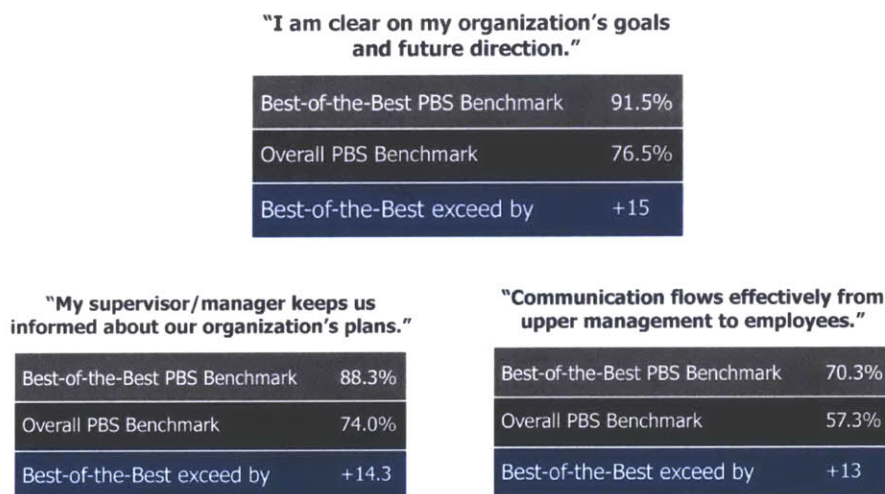 "I am clear on my organization's goals
and future direction."
Best-of-the-Best PBS Benchmark 91.5%
Overall PBS Benchmark 76.5%
Best-of-the-Best exceed by +15
"My supervisor/manager keeps us
informed about our organization's plans."
Best-of-the-Best PBS Benchmark 88.3%
Overall PBS Benchmark 74.0%
Best-of-the-Best exceed by +14.3
"Communication flows effectively from
upper management to employees."
Best-of-the-Best PBS Benchmark 70.3%
Overall PBS Benchmark 57.3%
Best-of-the-Best exceed by +13